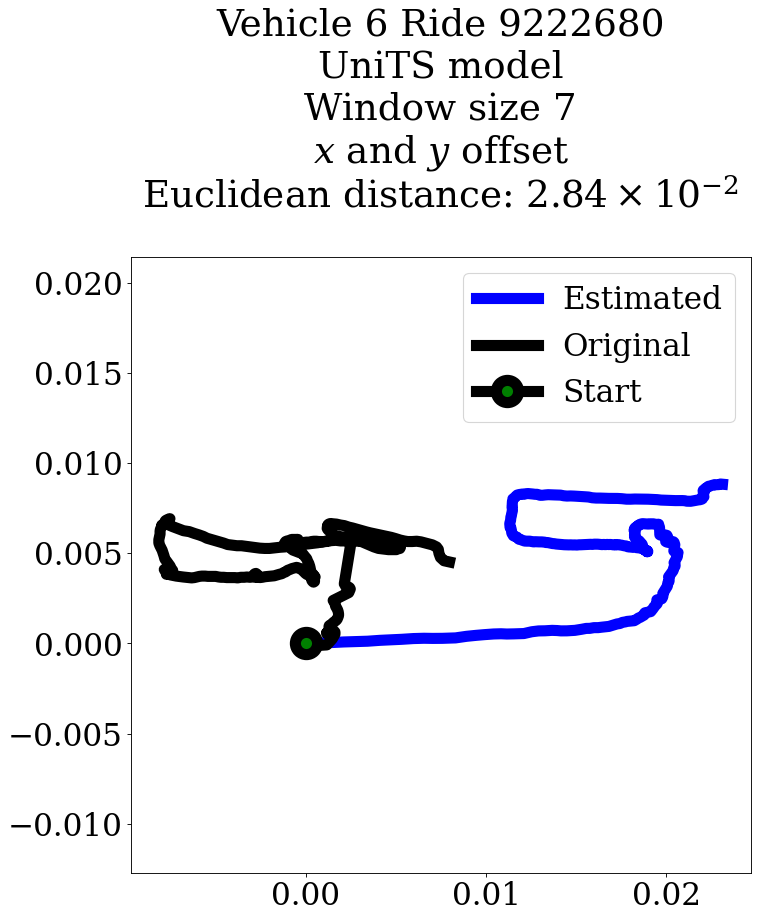 Vehicle 6 Ride 9222680
UniTS model
Window size 7
x and y offset
Euclidean distance: 2.84 × 10⁻²
Estimated
Original
Start
0.020
0.015
0.010
0.005
0.000
−0.005
−0.010
0.00 0.01 0.02